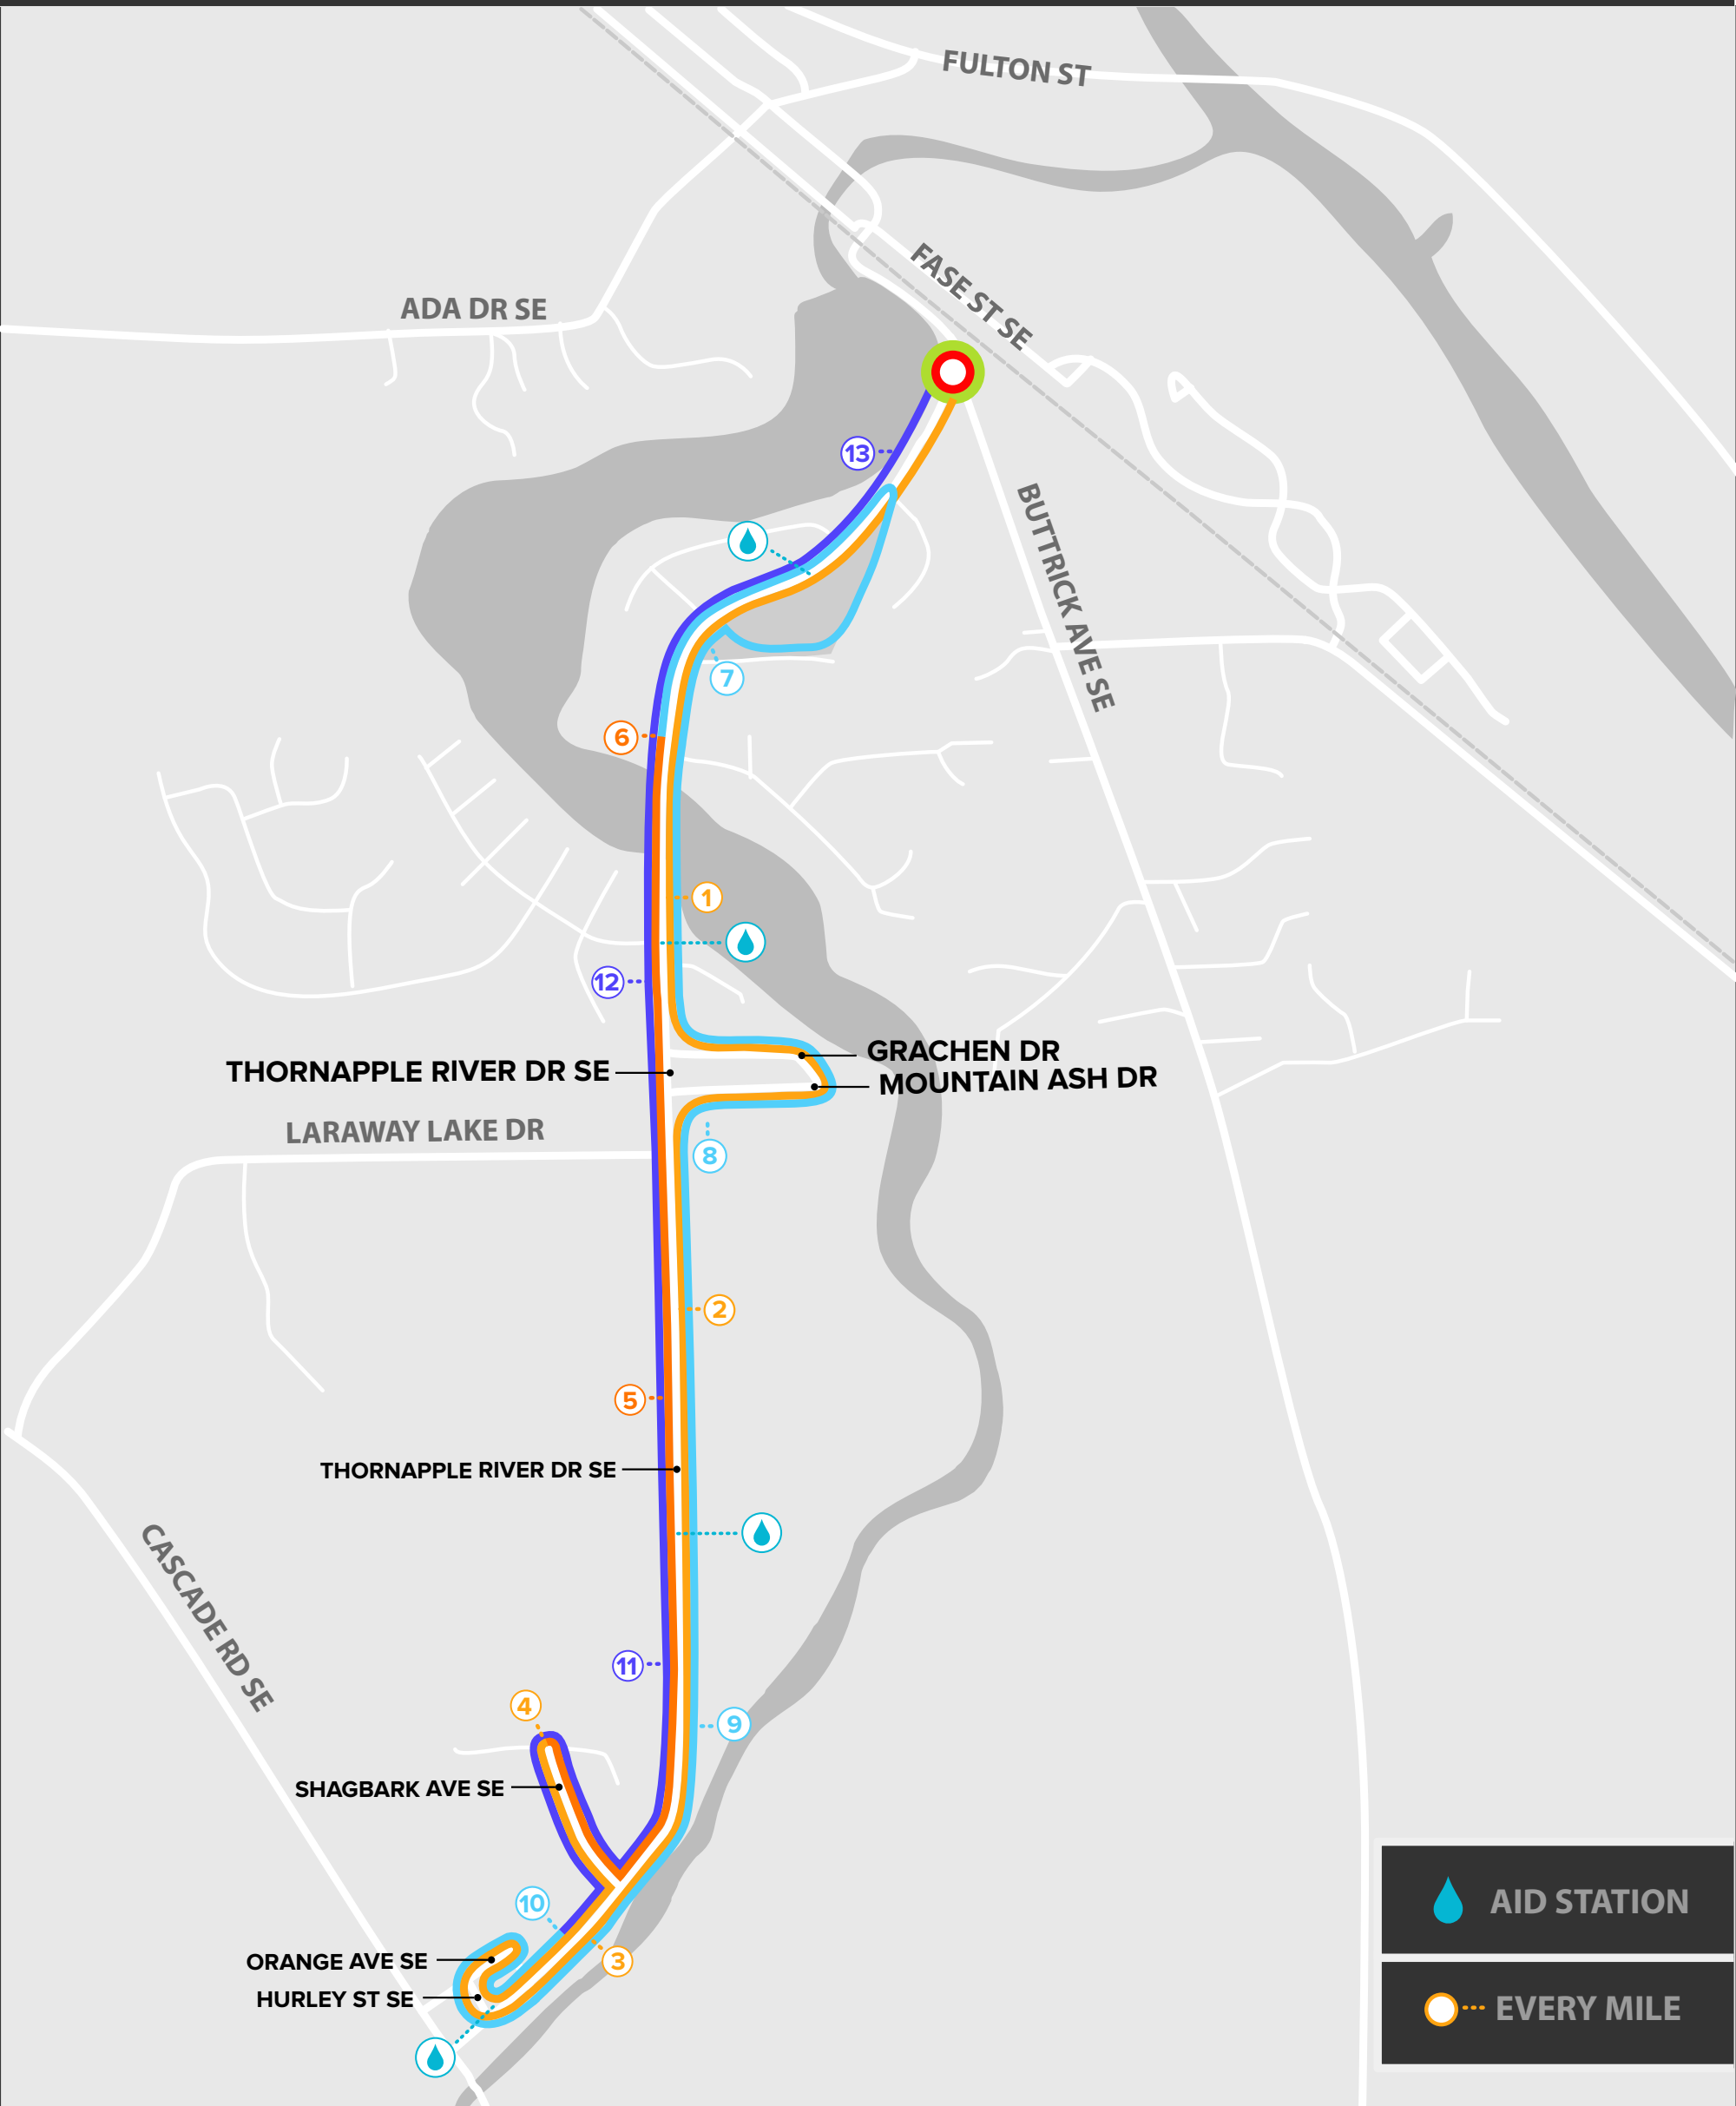 FULTON ST
FASE ST SE
ADA DR SE
13
BUTTRICK AVE SE
7
6
1
12
GRACHEN DR
THORNAPPLE RIVER DR SE
MOUNTAIN ASH DR
LARAWAY LAKE DR
8
2
5
THORNAPPLE RIVER DR SE
CASCADE RD SE
11
4
9
SHAGBARK AVE SE
10
AID STATION
3
ORANGE AVE SE
HURLEY ST SE
EVERY MILE